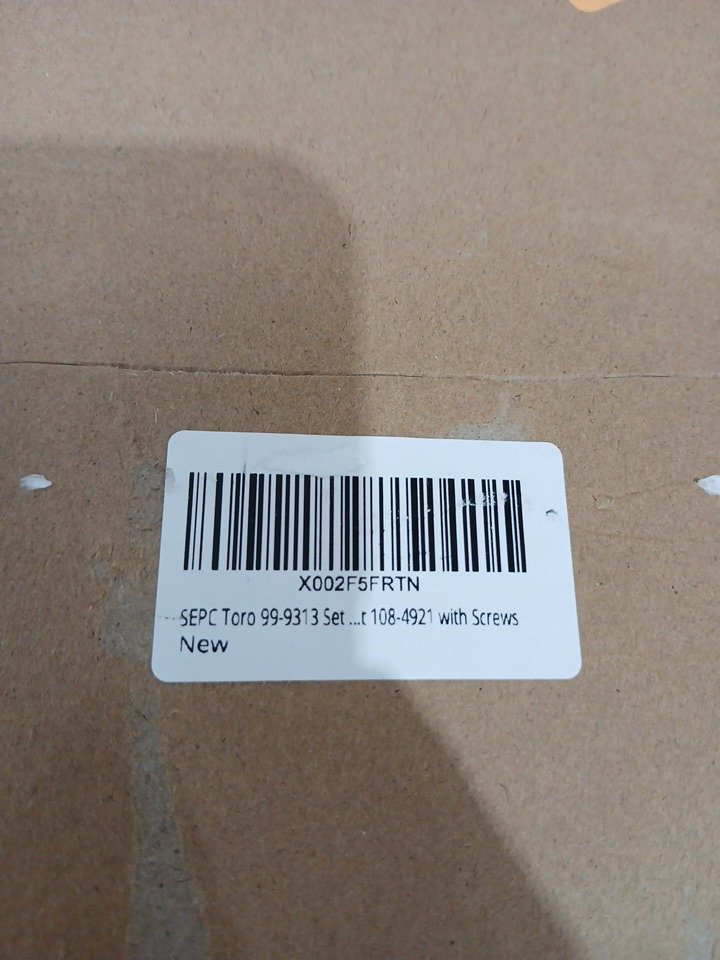 X002F5FRTN
SEPC Toro 99-9313 Set ...t 108-4921 with Screws
New